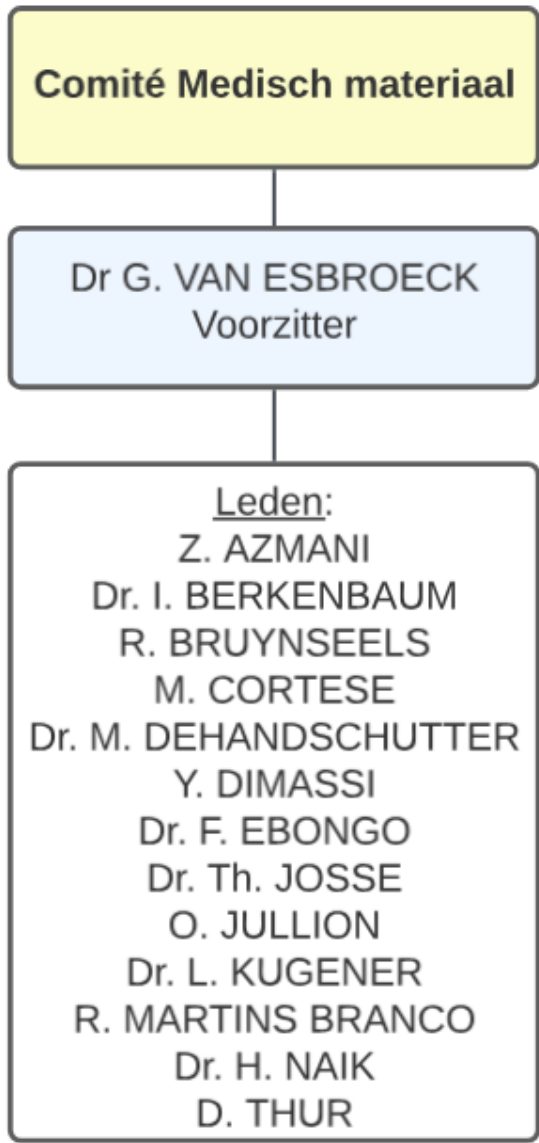 Comité Medisch materiaal
Dr G. VAN ESBROECK
Voorzitter
Leden:
Z. AZMANI
Dr. I. BERKENBAUM
R. BRUYNSEELS
M. CORTESE
Dr. M. DEHANDSCHUTTER
Y. DIMASSI
Dr. F. EBONGO
Dr. Th. JOSSE
O. JULLION
Dr. L. KUGENER
R. MARTINS BRANCO
Dr. H. NAIK
D. THUR